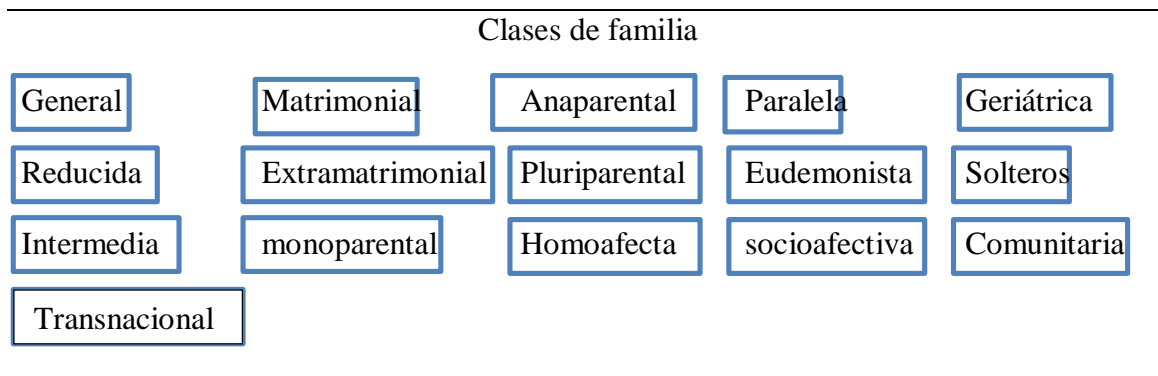 Clases de familia
General Matrimonial Anaparental Paralela Geriátrica
Reducida Extramatrimonial Pluriparental Eudemonista Solteros
Intermedia monoparental Homoafecta socioafectiva Comunitaria
Transnacional